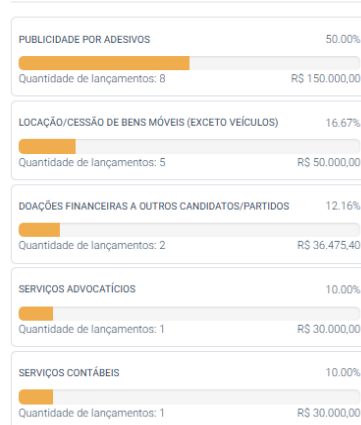 PUBLICIDADE POR ADESIVOS 50.00%
Quantidade de lançamentos: 8 R$ 150.000,00
LOCAÇÃO/CESSÃO DE BENS MÓVEIS (EXCETO VEÍCULOS) 16.67%
Quantidade de lançamentos: 5 R$ 50.000,00
DOAÇÕES FINANCEIRAS A OUTROS CANDIDATOS/PARTIDOS 12.16%
Quantidade de lançamentos: 2 R$ 36.475,40
SERVIÇOS ADVOCATÍCIOS 10.00%
Quantidade de lançamentos: 1 R$ 30.000,00
SERVIÇOS CONTÁBEIS 10.00%
Quantidade de lançamentos: 1 R$ 30.000,00